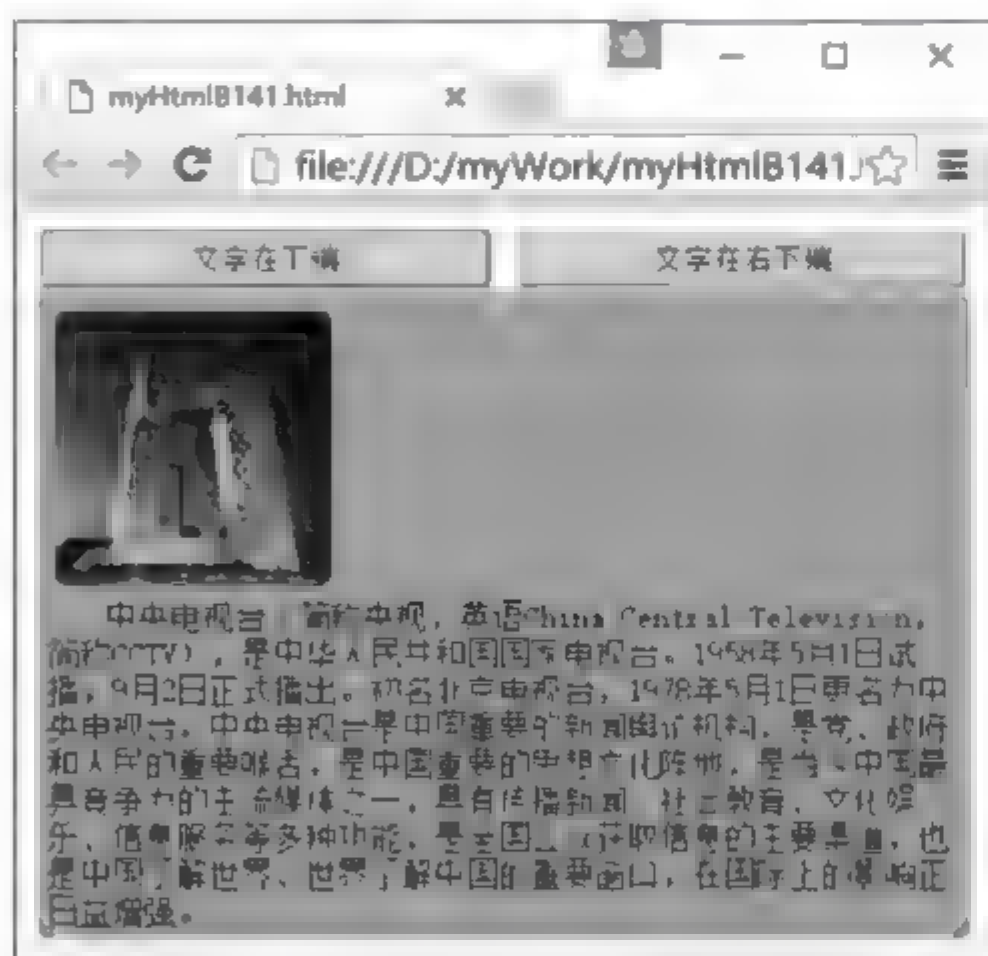 myHtmlB141.html
file:///D:/myWork/myHtmlB141.
文字在下端
文字在右下端
中央电视台(简称央视,英语China Central Television,
简称CCTV),是中华人民共和国国家电视台。1958年5月1日试
播,9月2日正式播出。初名北京电视台,1978年5月1日更名为中
央电视台。中央电视台是中国重要的新闻舆论机构,是党、政府
和人民的重要喉舌,是中国重要的思想文化阵地,是当今中国最
具竞争力的主流媒体之一,具有传播新闻、社会教育、文化娱
乐、信息服务等多种功能,是全国 获取信息的主要渠道,也
是中国了解世界、世界了解中国的重要窗口,在国际上的影响正
日益增强。